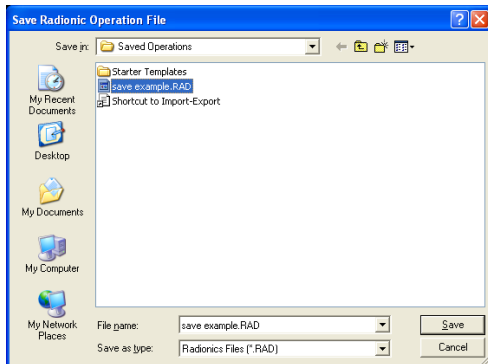 Save Radionic Operation File
Save in:
Saved Operations
Starter Templates
save example.RAD
Shortcut to Import-Export
My Recent
Documents
Desktop
My Documents
My Computer
My Network
Places
File name:
save example.RAD
Save
Save as type:
Radionics Files (*.RAD)
Cancel